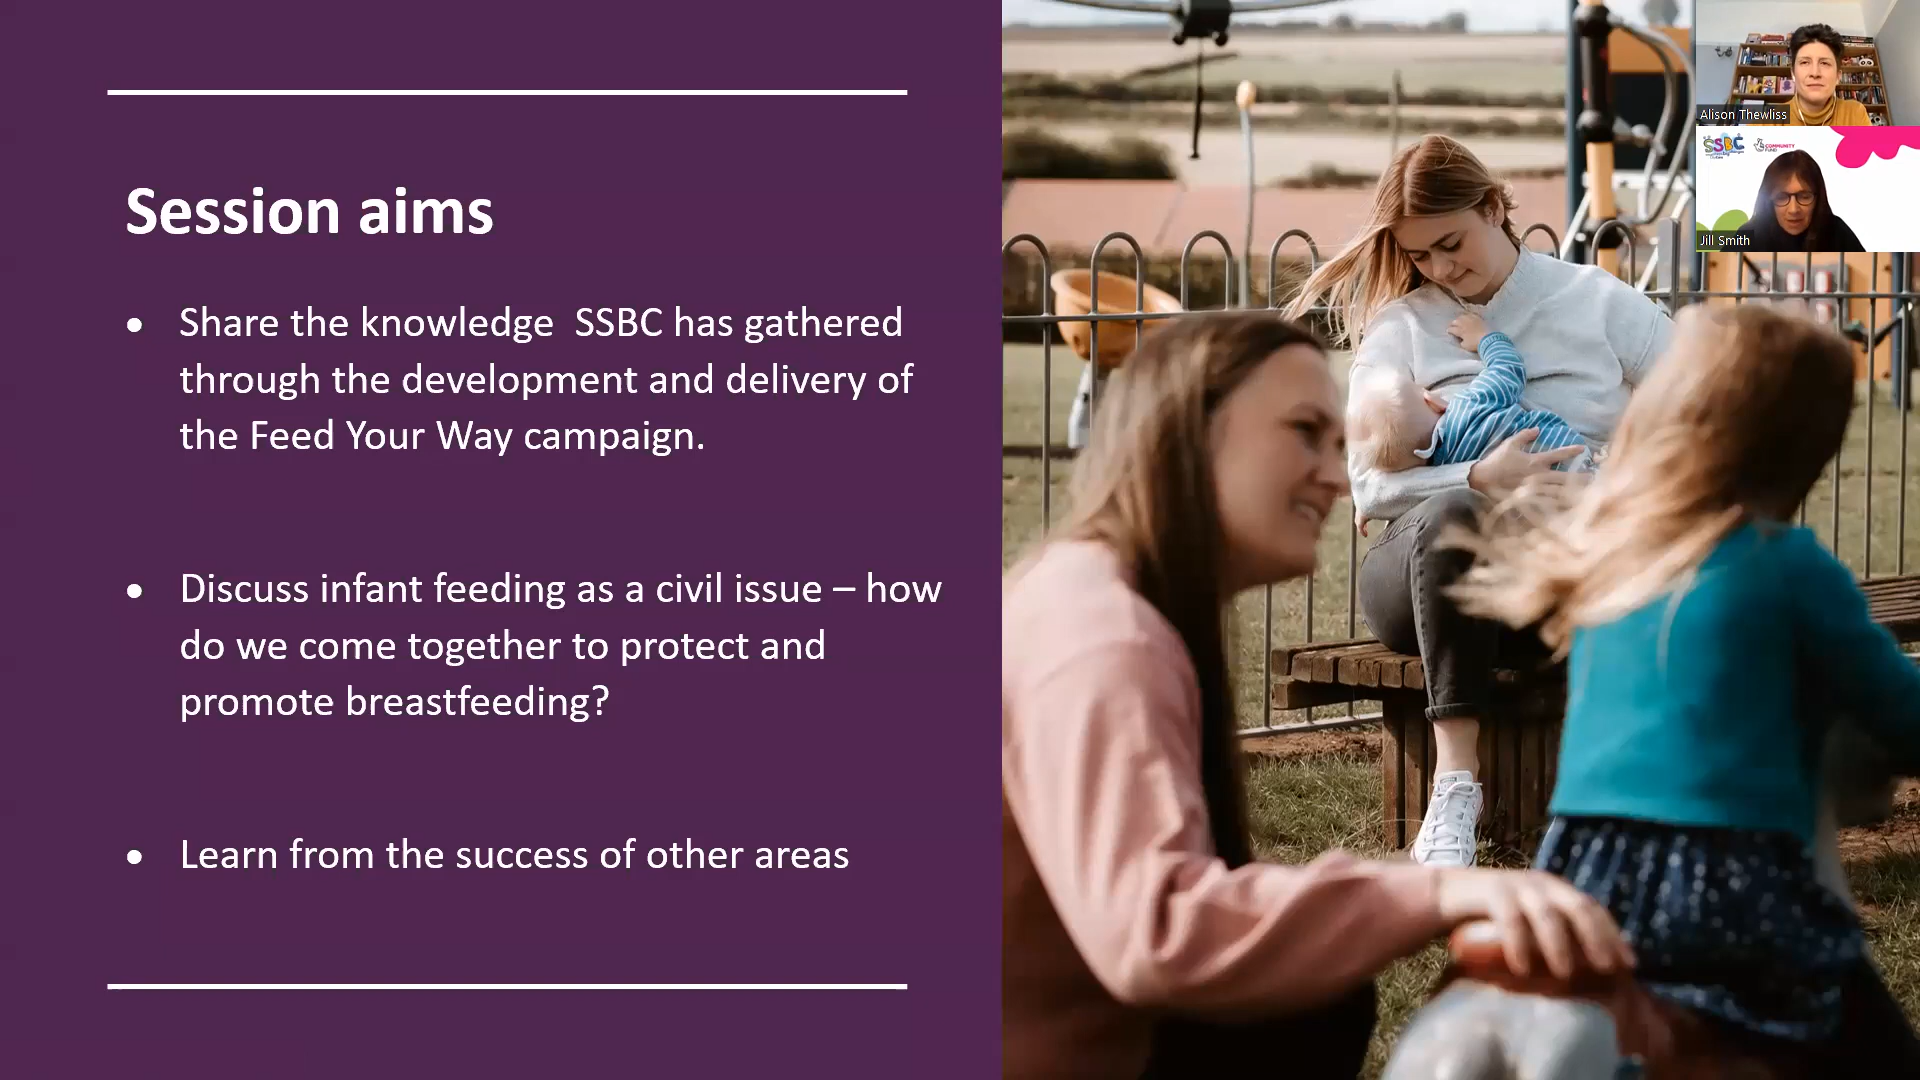 Session aims
• Share the knowledge  SSBC has gathered
through the development and delivery of
the Feed Your Way campaign.
• Discuss infant feeding as a civil issue – how
do we come together to protect and
promote breastfeeding?
• Learn from the success of other areas
Alison Thewliss
SSBC
COMMUNITY
FUND
Jill Smith